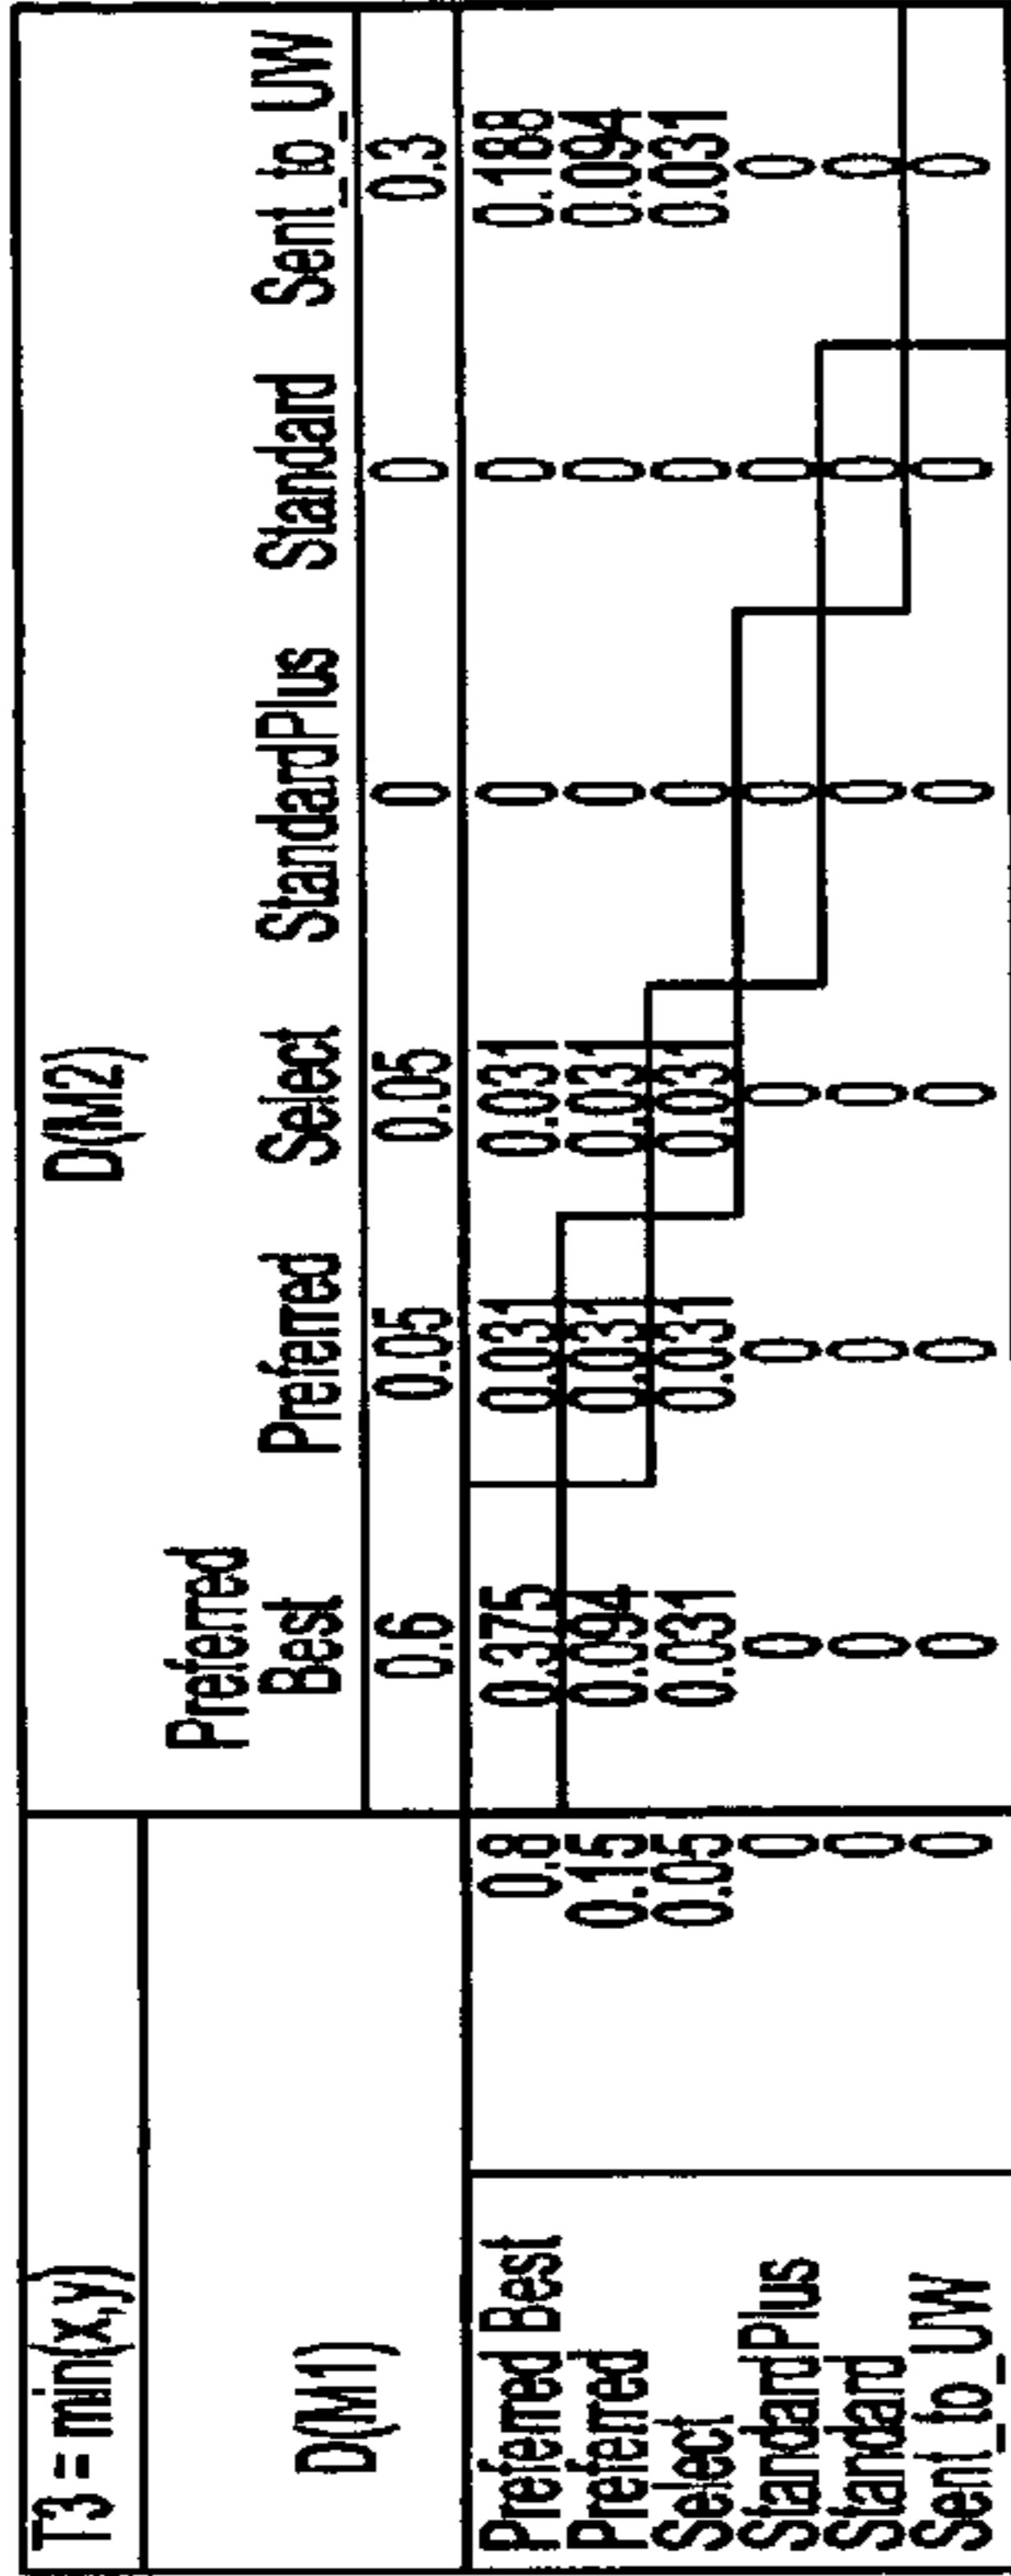 T3 = min(x,y)
D(M2)
D(M1)
Preferred Best Preferred Select StandardPlus Standard Sent_to_UW
0.6 0.05 0.05 0 0 0.3
Preferred Best 0.8 0.375 0.031 0.031 0 0 0.188
Preferred 0.15 0.094 0.031 0.031 0 0 0.094
Select 0.05 0.031 0.031 0.031 0 0 0.031
StandardPlus 0 0 0 0 0 0 0
Standard 0 0 0 0 0 0 0
Sent_to_UW 0 0 0 0 0 0 0